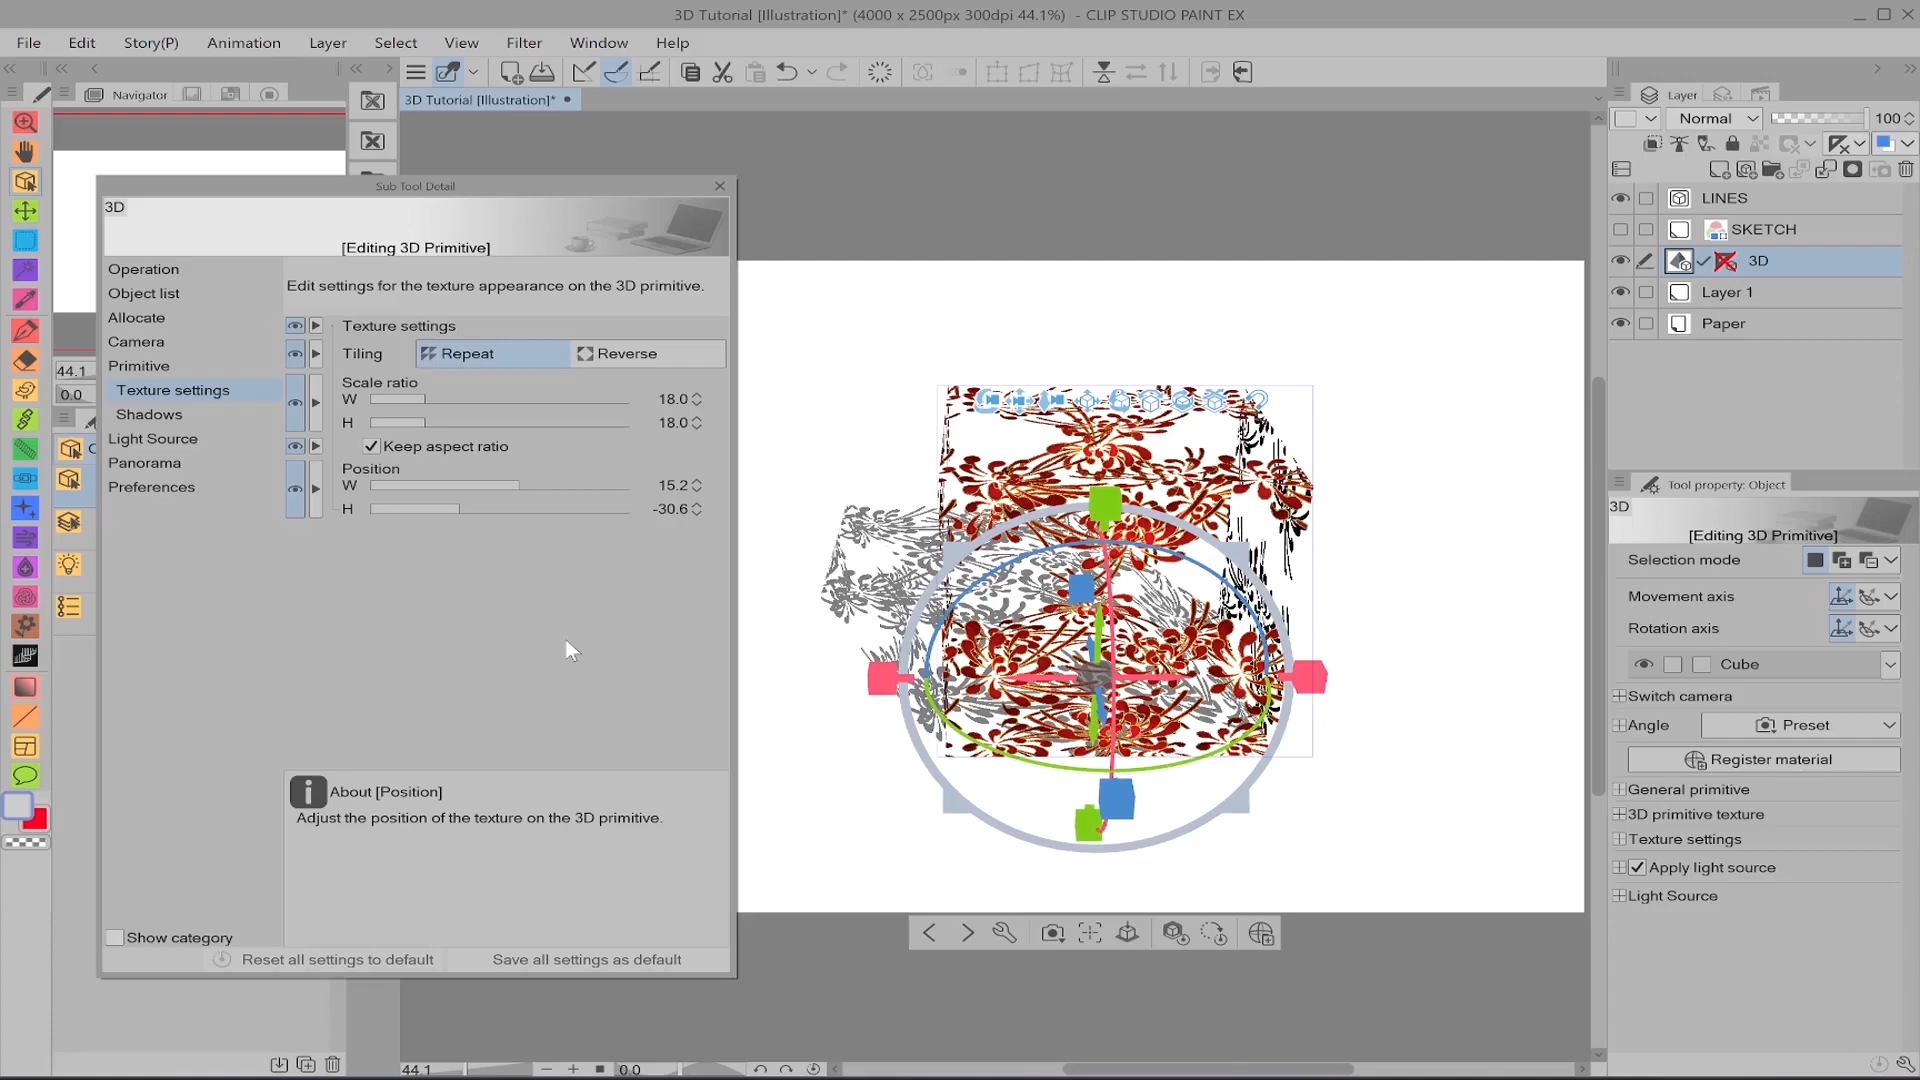 3D Tutorial [Illustration]* (4000 x 2500px 300dpi 44.1%) - CLIP STUDIO PAINT EX
File Edit Story(P) Animation Layer Select View Filter Window Help
Navigator
3D Tutorial [Illustration]*
Layer
Normal 100
LINES
SKETCH
3D
Layer 1
Paper
44.1
0.0
Sub Tool Detail
3D
[Editing 3D Primitive]
Operation
Object list
Allocate
Camera
Primitive
Texture settings
Shadows
Light Source
Panorama
Preferences
Edit settings for the texture appearance on the 3D primitive.
Texture settings
Tiling Repeat Reverse
Scale ratio
W 18.0
H 18.0
Keep aspect ratio
Position
W 15.2
H -30.6
About [Position]
Adjust the position of the texture on the 3D primitive.
Show category
Reset all settings to default Save all settings as default
Tool property: Object
3D
[Editing 3D Primitive]
Selection mode
Movement axis
Rotation axis
Cube
Switch camera
Angle Preset
Register material
General primitive
3D primitive texture
Texture settings
Apply light source
Light Source
44.1 0.0